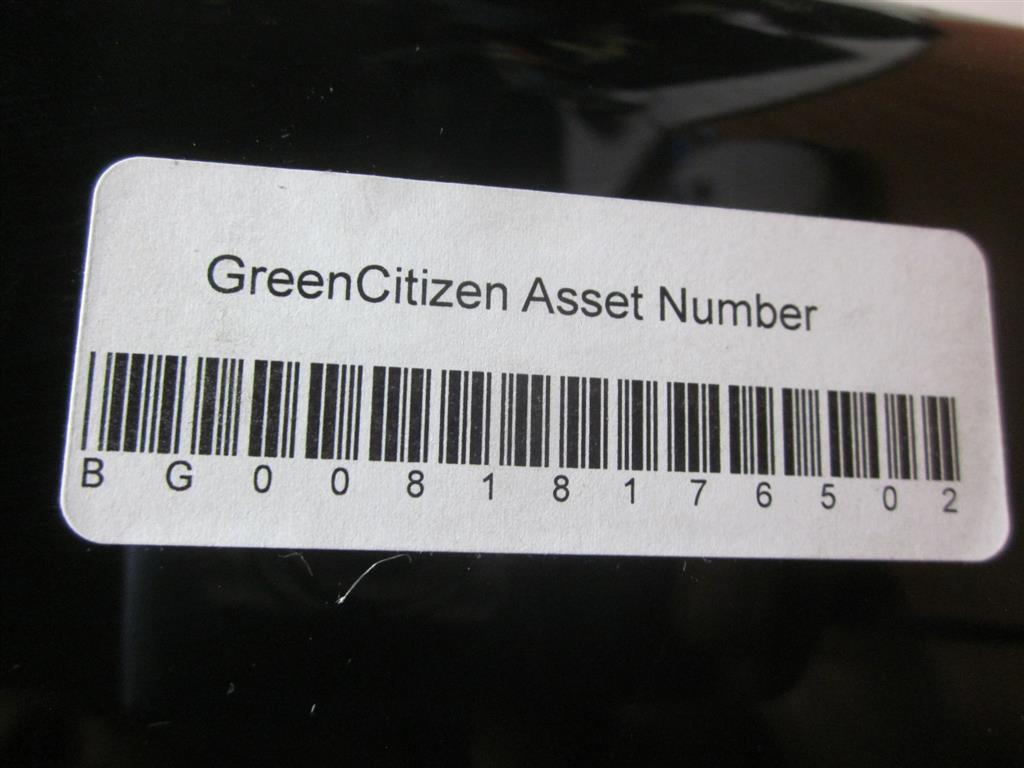 GreenCitizen Asset Number
B G 0 0 8 1 8 1 7 6 5 0 2